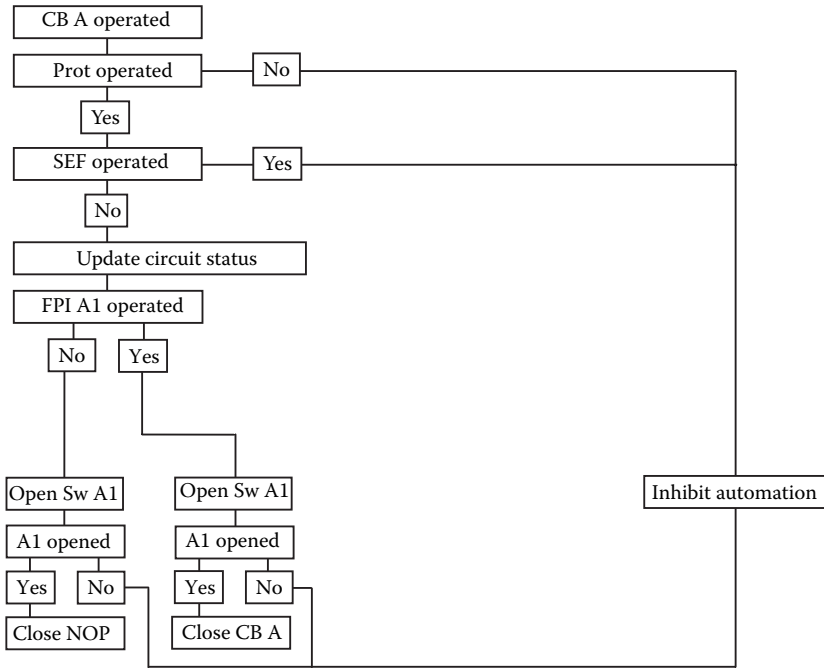 CB A operated
Prot operated
No
Yes
SEF operated
Yes
No
Update circuit status
FPI A1 operated
No
Yes
Open Sw A1
Open Sw A1
Inhibit automation
A1 opened
A1 opened
Yes
No
Yes
No
Close NOP
Close CB A